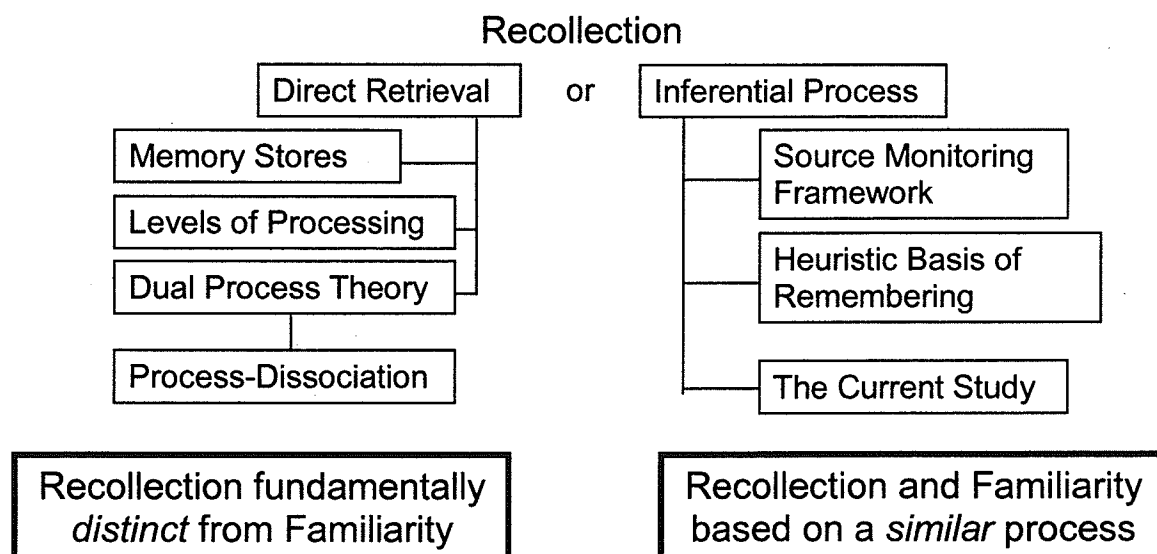 Recollection
Direct Retrieval or Inferential Process
Memory Stores
Levels of Processing
Dual Process Theory
Process-Dissociation
Source Monitoring
Framework
Heuristic Basis of
Remembering
The Current Study
Recollection fundamentally
distinct from Familiarity
Recollection and Familiarity
based on a similar process